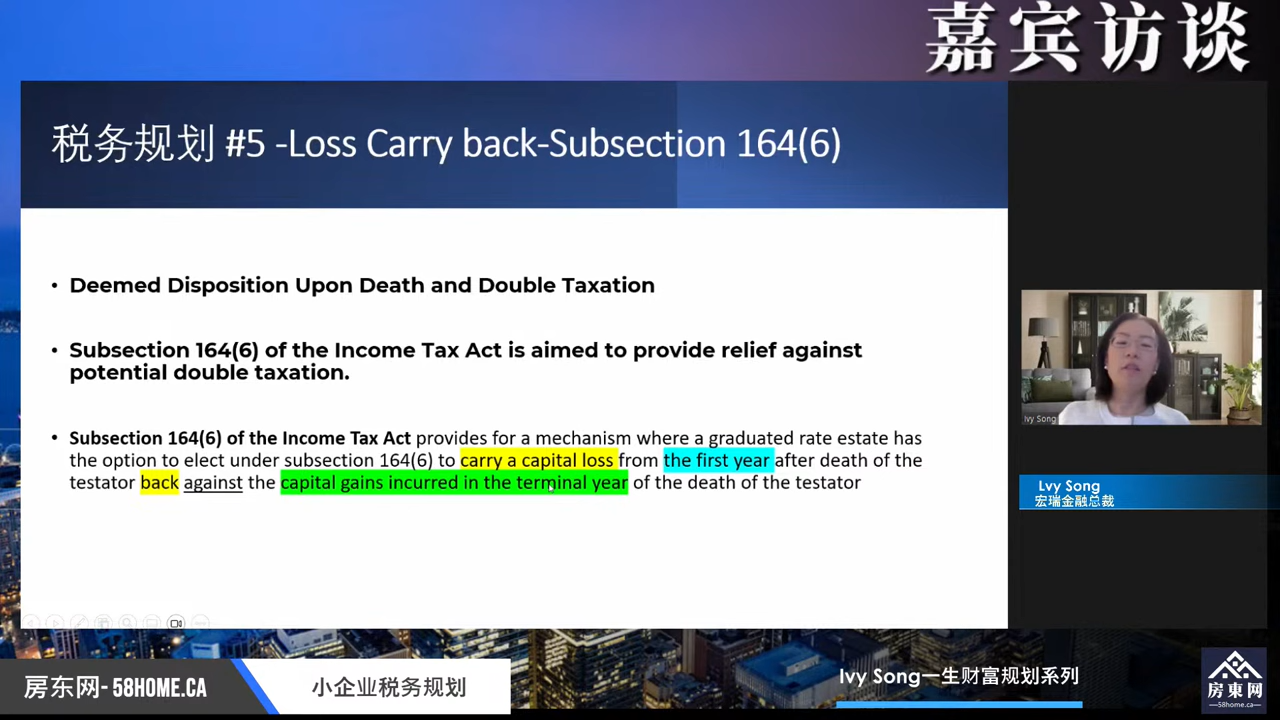 嘉宾访谈
税务规划 #5 -Loss Carry back-Subsection 164(6)
• Deemed Disposition Upon Death and Double Taxation
• Subsection 164(6) of the Income Tax Act is aimed to provide relief against
potential double taxation.
• Subsection 164(6) of the Income Tax Act provides for a mechanism where a graduated rate estate has
the option to elect under subsection 164(6) to carry a capital loss from the first year after death of the
testator back against the capital gains incurred in the terminal year of the death of the testator
Ivy Song
Lvy Song
宏瑞金融总裁
房东网- 58HOME.CA
小企业税务规划
Ivy Song一生财富规划系列
房東网
—58home.ca—